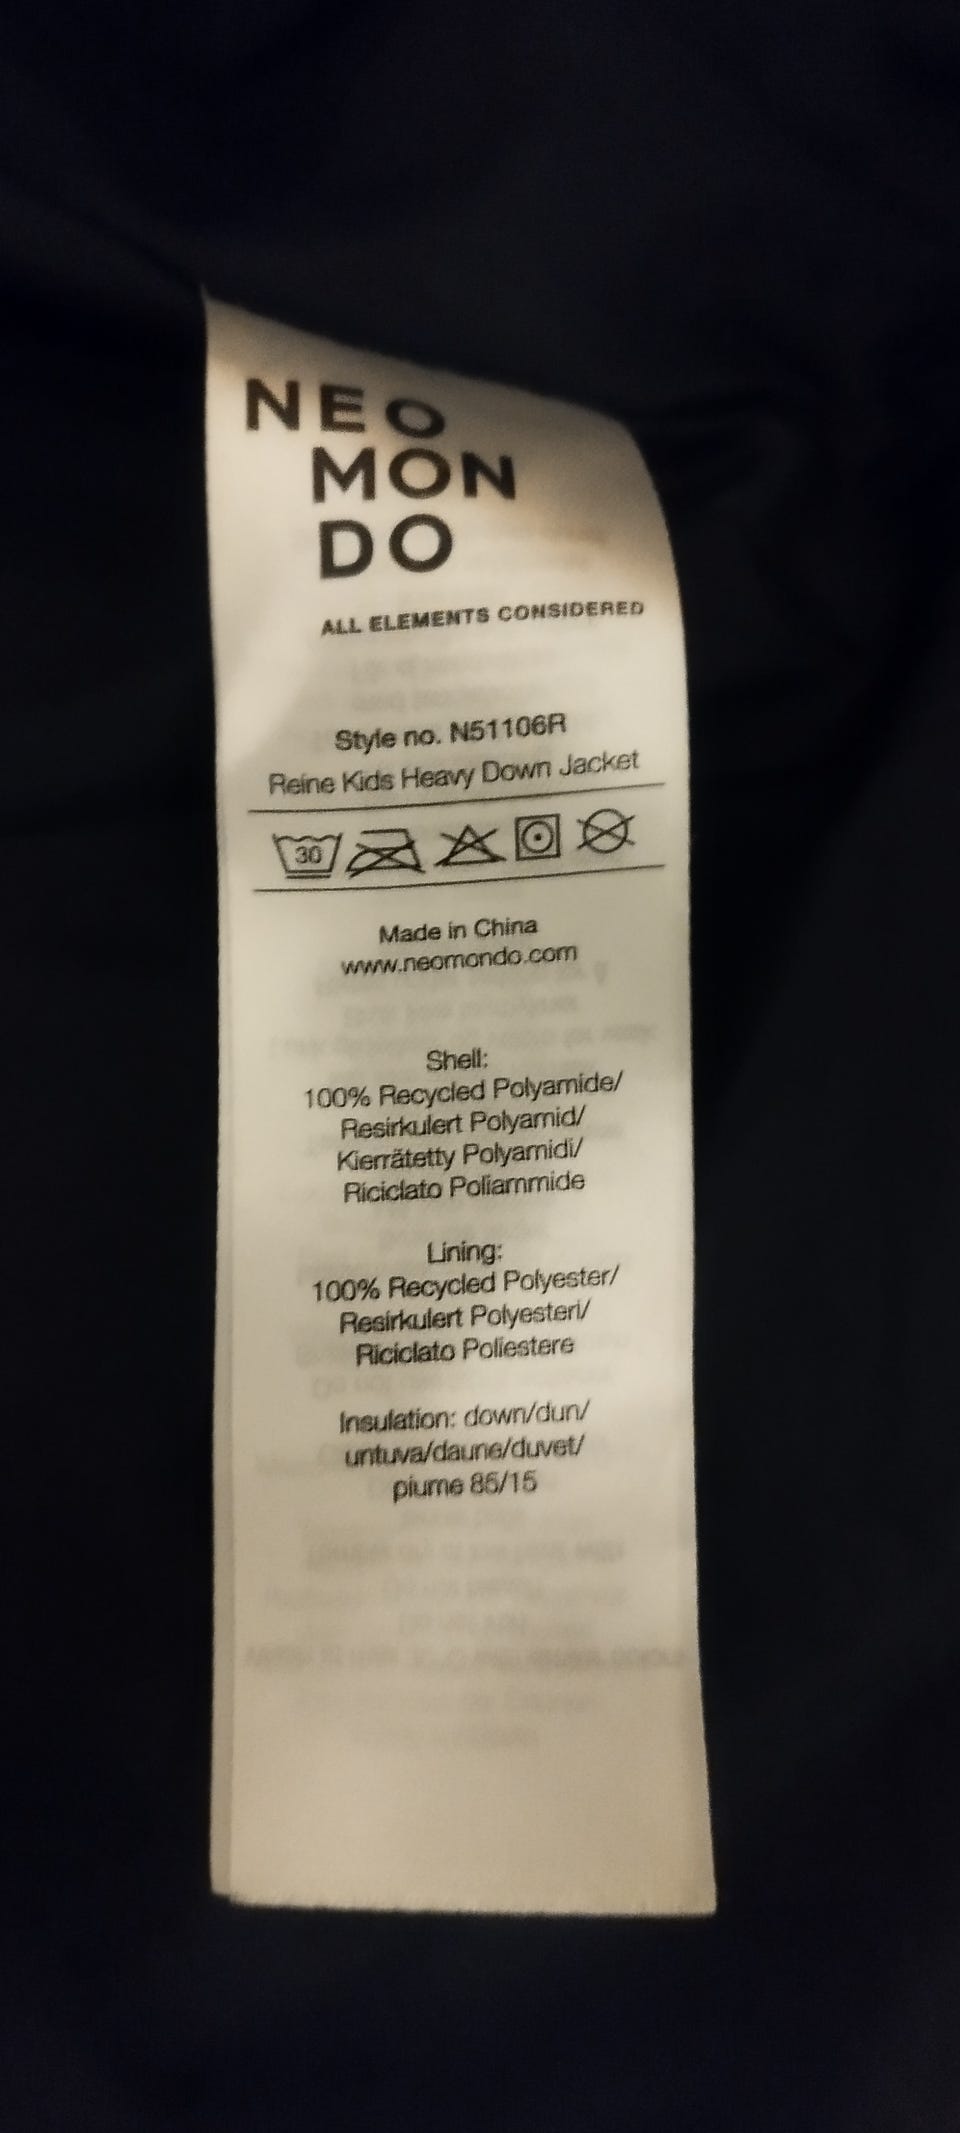 NEO
MON
DO
ALL ELEMENTS CONSIDERED
Style no. N51106R
Reine Kids Heavy Down Jacket
30
Made in China
www.neomondo.com
Shell:
100% Recycled Polyamide/
Resirkulert Polyamid/
Kierrätetty Polyamidi/
Riciclato Poliammide
Lining:
100% Recycled Polyester/
Resirkulert Polyesteri/
Riciclato Poliestere
Insulation: down/dun/
untuva/daune/duvet/
piume 85/15